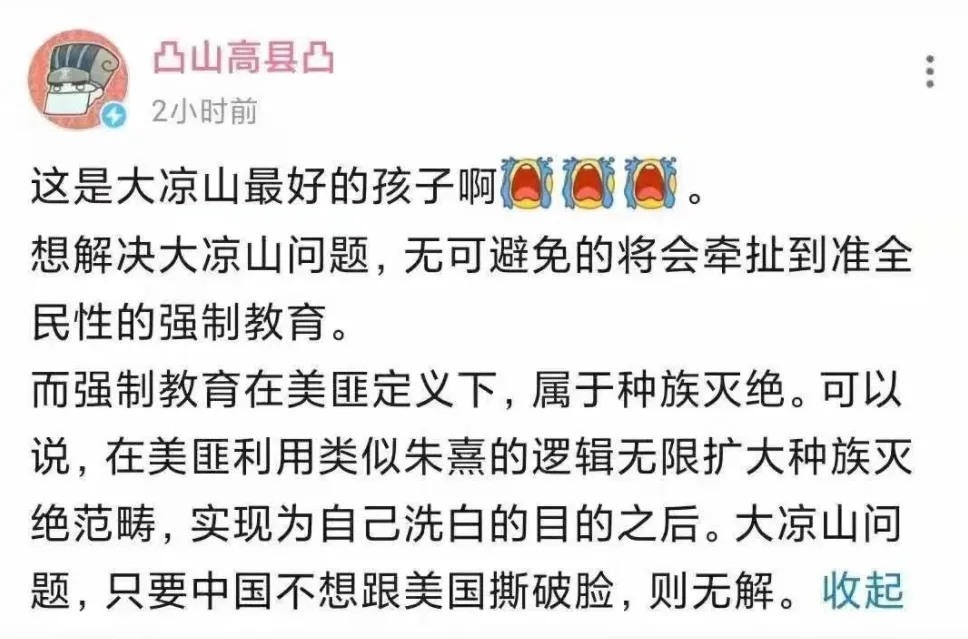 凸山高县凸
2小时前
这是大凉山最好的孩子啊😭😭😭。
想解决大凉山问题，无可避免的将会牵扯到准全
民性的强制教育。
而强制教育在美匪定义下，属于种族灭绝。可以
说，在美匪利用类似朱熹的逻辑无限扩大种族灭
绝范畴，实现为自己洗白的目的之后。大凉山问
题，只要中国不想跟美国撕破脸，则无解。收起